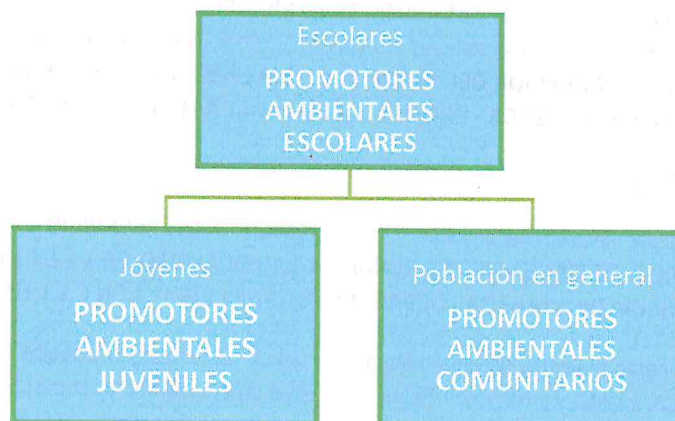 Escolares
PROMOTORES
AMBIENTALES
ESCOLARES
Jóvenes
PROMOTORES
AMBIENTALES
JUVENILES
Población en general
PROMOTORES
AMBIENTALES
COMUNITARIOS